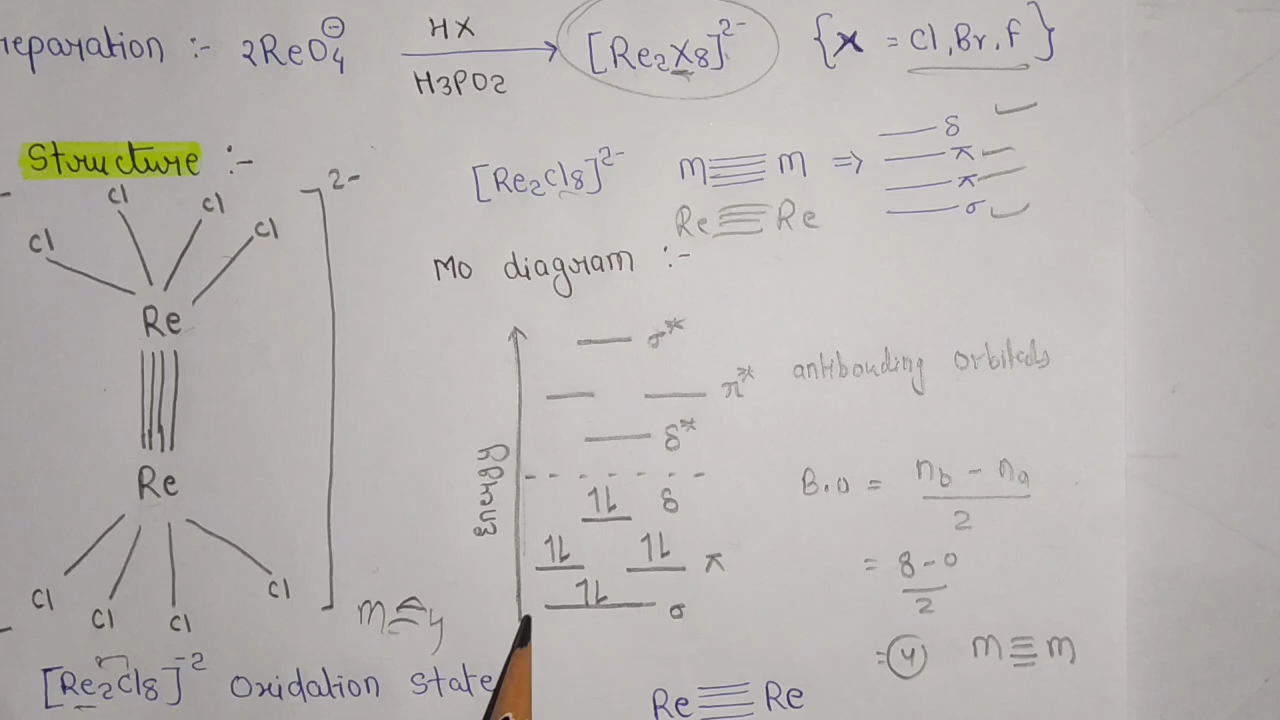 reparation :- 2ReO4⊖ HX H3PO2 ⟶ [Re2X8]2- {X = Cl, Br, F}
Structure :-
[Re2Cl8]2- M≣M ⇒
δ
π
π
σ
Re≣Re
2-
Cl Cl Cl Cl
Re
Re
Cl Cl Cl Cl
MO diagram :-
Energy
σ*
π* antibonding orbitals
δ*
1L δ
1L 1L π
1L σ
B.O = nb - na / 2
= 8-0 / 2
= 4 M≣M
[Re2Cl8]-2 Oxidation State
Re≣Re